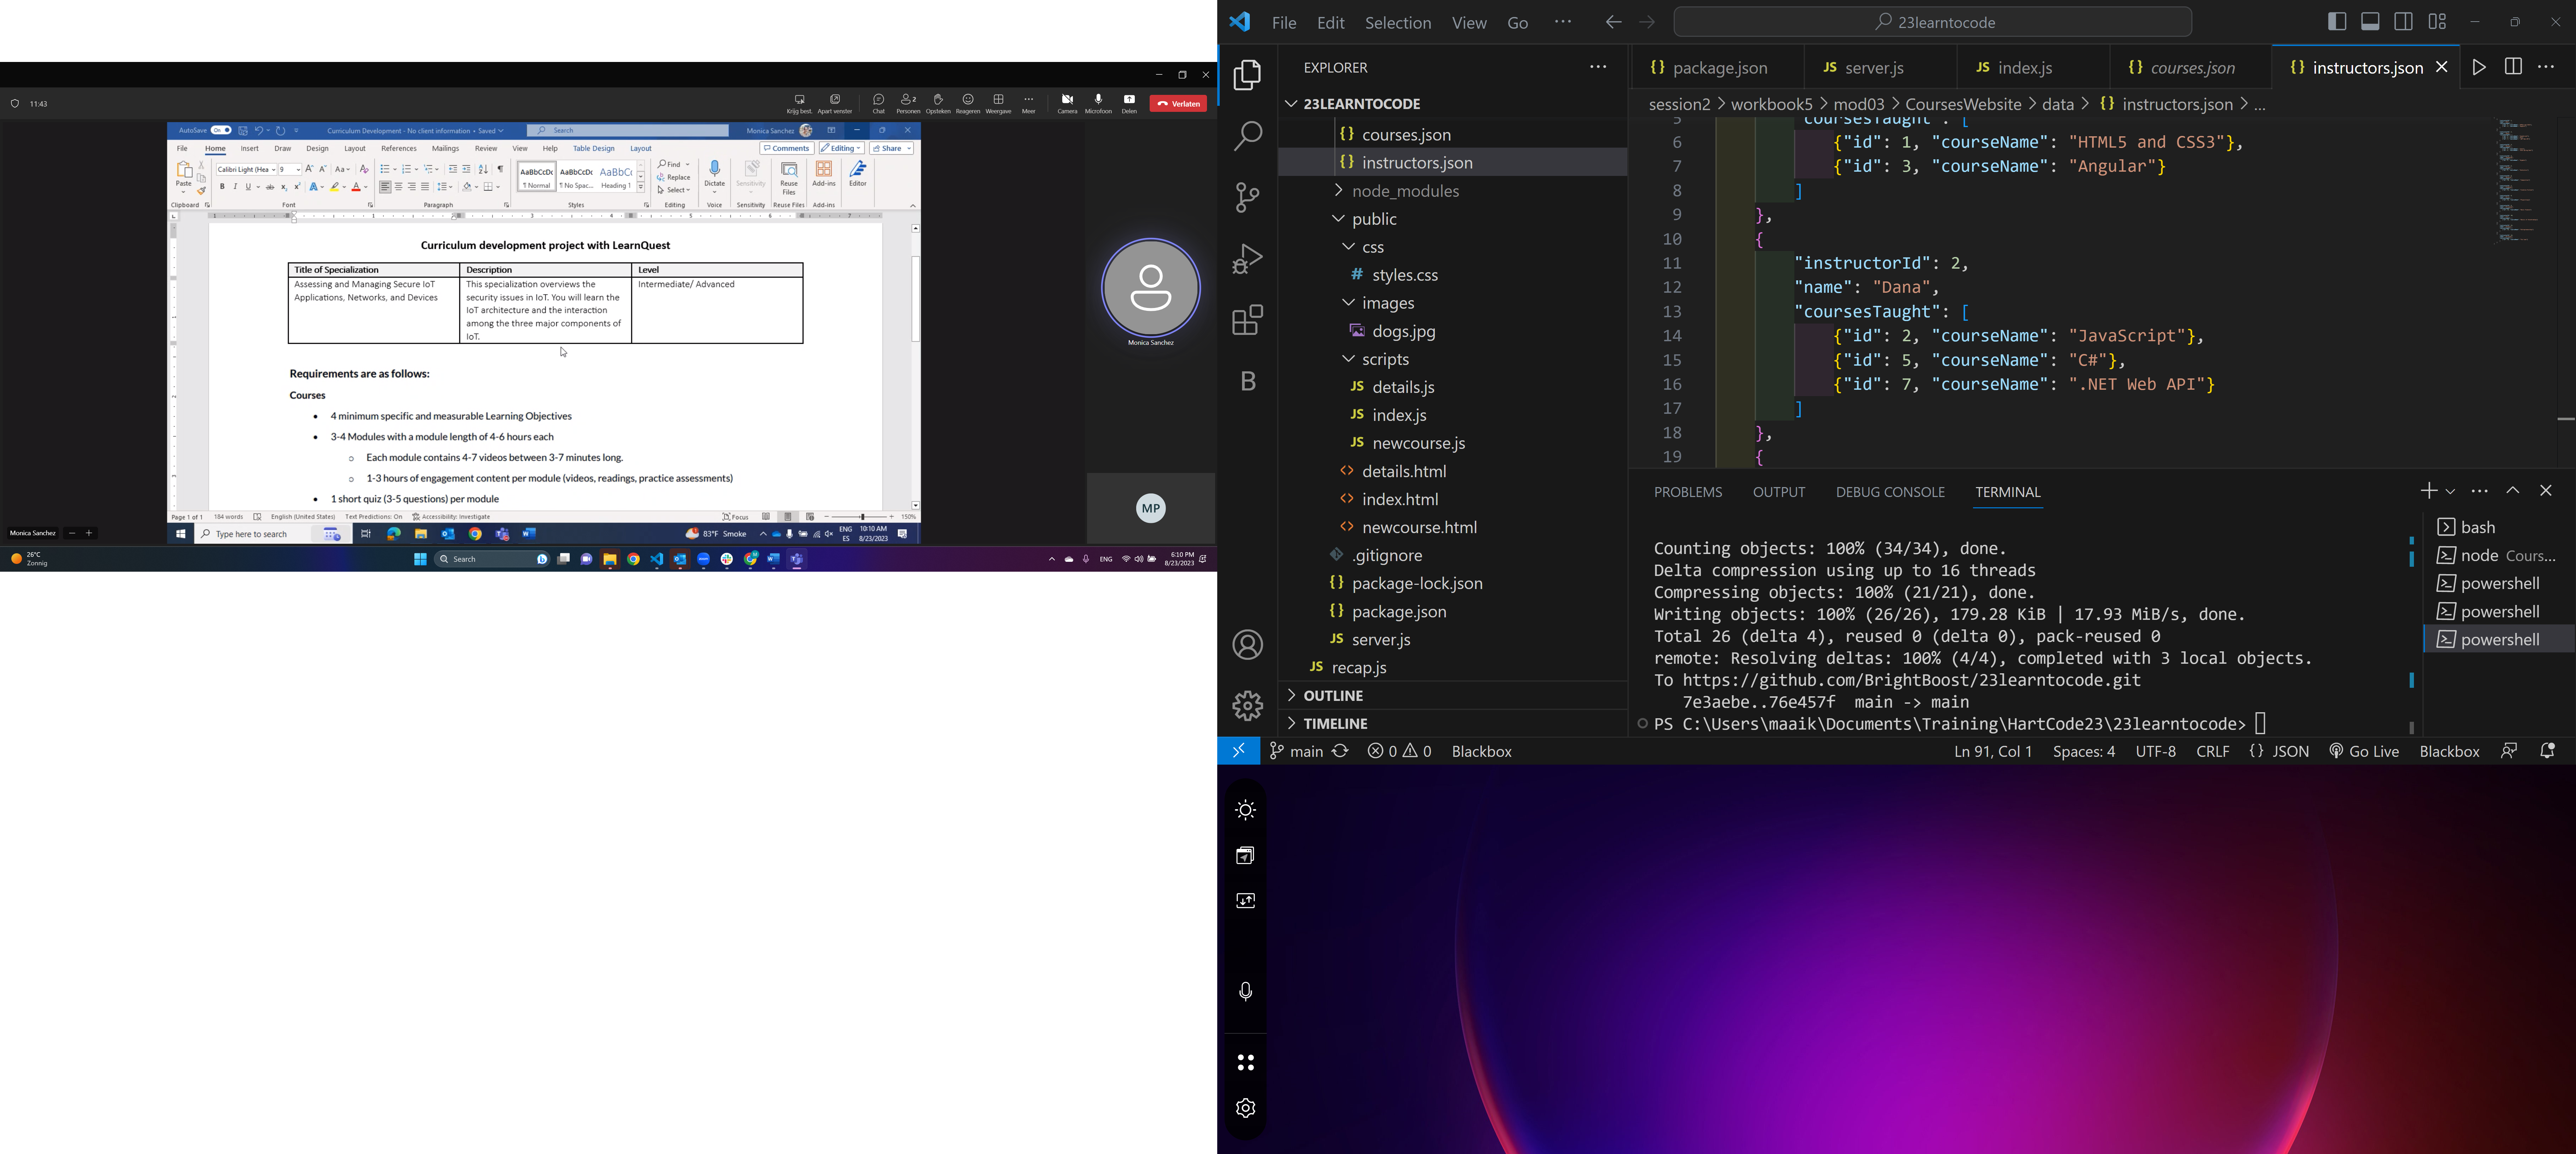 11:43
Krijg best. Apart venster Chat Personen 2 Opsteken Reageren Weergave Meer Camera Microfoon Delen Verlaten
AutoSave On Curriculum Development - No client information • Saved Search Monica Sanchez
File Home Insert Draw Design Layout References Mailings Review View Help Table Design Layout Comments Editing Share
Paste Calibri Light (Hea 9 AaBbCcDc AaBbCcDc AaBbCc Find Replace Select Dictate Sensitivity Reuse Files Add-ins Editor
¶ Normal ¶ No Spac... Heading 1
Clipboard Font Paragraph Styles Editing Voice Sensitivity Reuse Files Add-ins
Curriculum development project with LearnQuest
Title of Specialization Description Level
Assessing and Managing Secure IoT This specialization overviews the Intermediate/ Advanced
Applications, Networks, and Devices security issues in IoT. You will learn the
IoT architecture and the interaction
among the three major components of
IoT.
Requirements are as follows:
Courses
• 4 minimum specific and measurable Learning Objectives
• 3-4 Modules with a module length of 4-6 hours each
o Each module contains 4-7 videos between 3-7 minutes long.
o 1-3 hours of engagement content per module (videos, readings, practice assessments)
• 1 short quiz (3-5 questions) per module
Page 1 of 1 184 words English (United States) Text Predictions: On Accessibility: Investigate Focus 150%
Type here to search 83°F Smoke ENG ES 10:10 AM 8/23/2023
Monica Sanchez
MP
Monica Sanchez
26°C
Zonnig
Search
ENG
6:10 PM
8/23/2023
File Edit Selection View Go ... 23learntocode
EXPLORER ...
23LEARNTOCODE
{} courses.json
{} instructors.json
node_modules
public
css
# styles.css
images
dogs.jpg
scripts
JS details.js
JS index.js
JS newcourse.js
<> details.html
<> index.html
<> newcourse.html
.gitignore
{} package-lock.json
{} package.json
JS server.js
JS recap.js
OUTLINE
TIMELINE
{} package.json JS server.js JS index.js {} courses.json {} instructors.json
session2 > workbook5 > mod03 > CoursesWebsite > data > {} instructors.json > ...
5 "coursesTaught": [
6 {"id": 1, "courseName": "HTML5 and CSS3"},
7 {"id": 3, "courseName": "Angular"}
8 ]
9 },
10 {
11 "instructorId": 2,
12 "name": "Dana",
13 "coursesTaught": [
14 {"id": 2, "courseName": "JavaScript"},
15 {"id": 5, "courseName": "C#"},
16 {"id": 7, "courseName": ".NET Web API"}
17 ]
18 },
19 {
PROBLEMS OUTPUT DEBUG CONSOLE TERMINAL
Counting objects: 100% (34/34), done.
Delta compression using up to 16 threads
Compressing objects: 100% (21/21), done.
Writing objects: 100% (26/26), 179.28 KiB | 17.93 MiB/s, done.
Total 26 (delta 4), reused 0 (delta 0), pack-reused 0
remote: Resolving deltas: 100% (4/4), completed with 3 local objects.
To https://github.com/BrightBoost/23learntocode.git
7e3aebe..76e457f main -> main
PS C:\Users\maaik\Documents\Training\HartCode23\23learntocode>
bash
node Cours...
powershell
powershell
powershell
main 0 0 Blackbox Ln 91, Col 1 Spaces: 4 UTF-8 CRLF {} JSON Go Live Blackbox